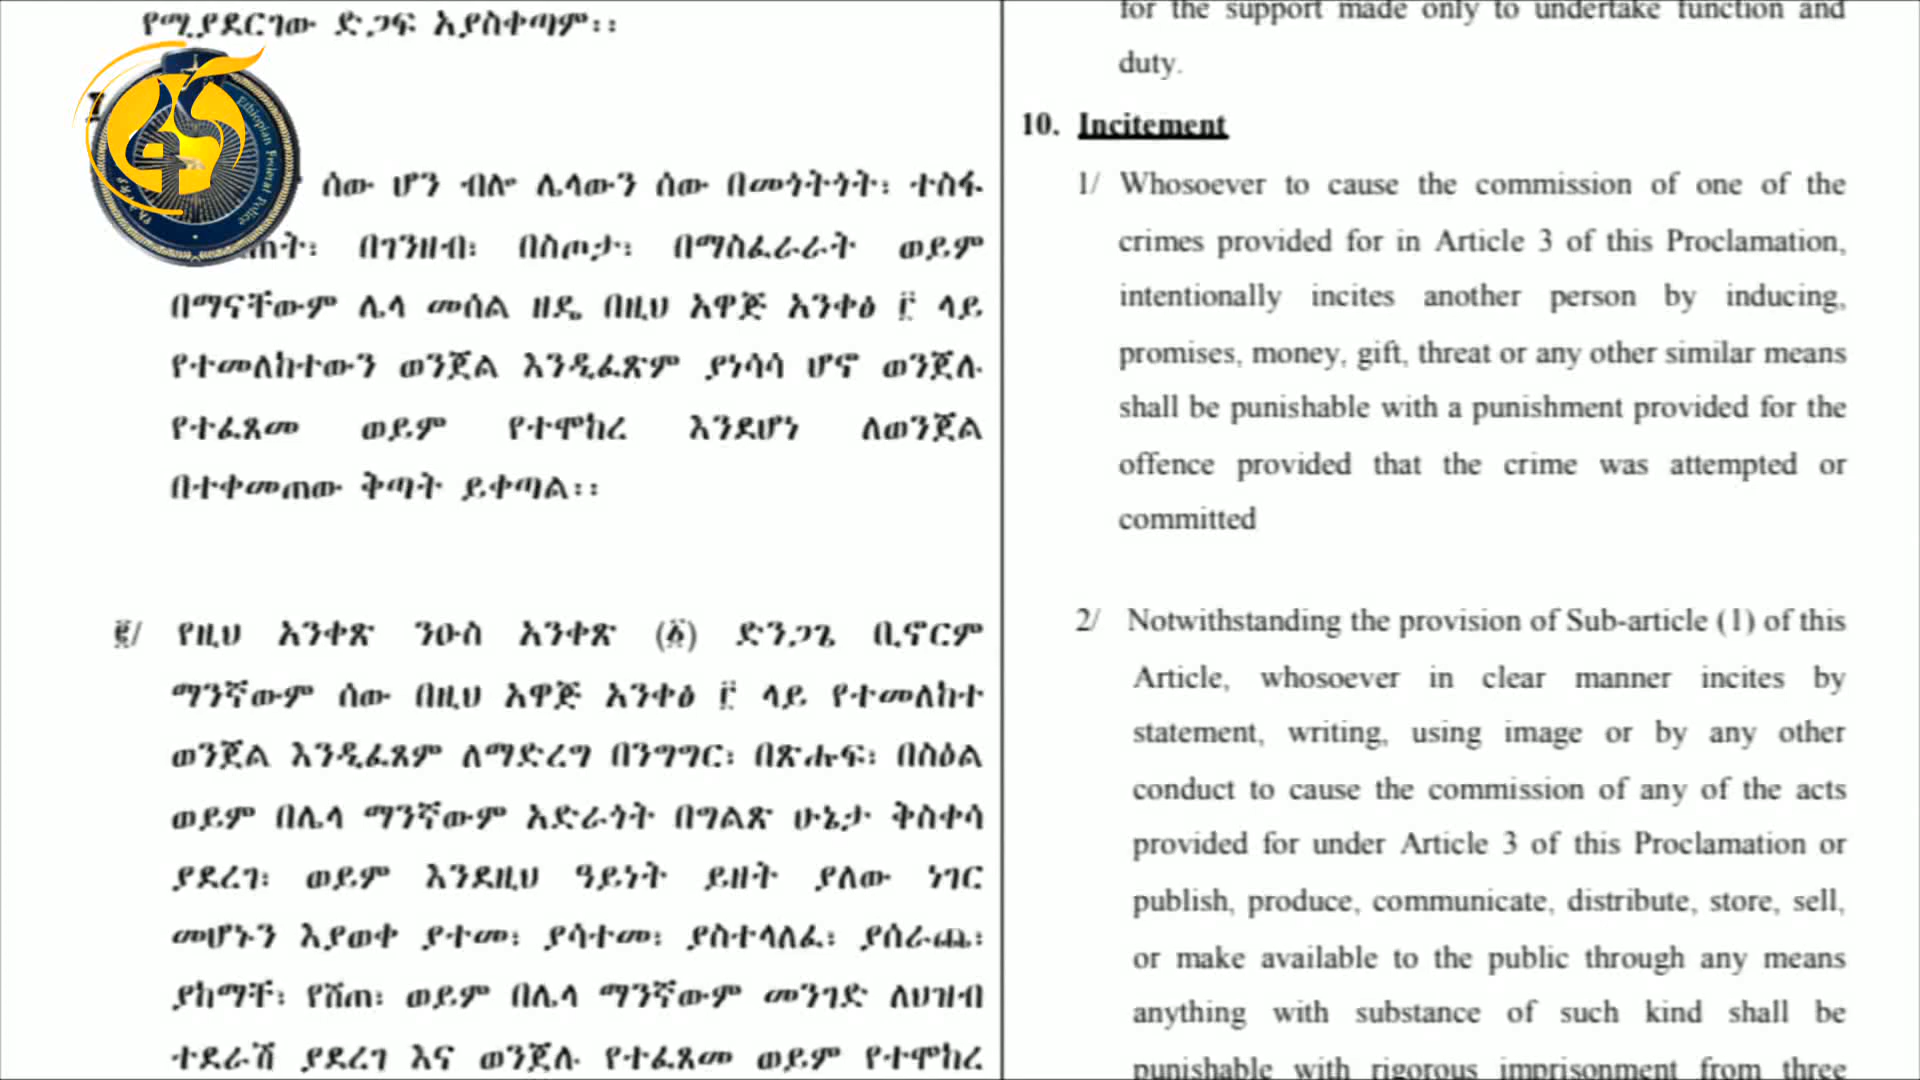 የሚያደርገው ድጋፍ አያስቀጣም፡፡
ሰው ሆን ብሎ ሌላውን ሰው በመጎትጎት፡ ተስፋ
በገንዘብ፡ በስጦታ፡ በማስፈራራት ወይም
በማናቸውም ሌላ መሰል ዘዴ በዚህ አዋጅ አንቀፅ ፫ ላይ
የተመለከተውን ወንጀል እንዲፈጽም ያነሳሳ ሆኖ ወንጀሉ
የተፈጸመ ወይም የተሞከረ እንደሆነ ለወንጀል
በተቀመጠው ቅጣት ይቀጣል፡፡
፪/ የዚህ አንቀጽ ንዑስ አንቀጽ (፩) ድንጋጌ ቢኖርም
ማንኛውም ሰው በዚህ አዋጅ አንቀፅ ፫ ላይ የተመለከተ
ወንጀል እንዲፈጸም ለማድረግ በንግግር፡ በጽሑፍ፡ በስዕል
ወይም በሌላ ማንኛውም አድራጎት በግልጽ ሁኔታ ቅስቀሳ
ያደረገ፡ ወይም እንደዚህ ዓይነት ይዘት ያለው ነገር
መሆኑን እያወቀ ያተመ፡ ያሳተመ፡ ያስተላለፈ፡ ያሰራጨ፡
ያከማቸ፡ የሸጠ፡ ወይም በሌላ ማንኛውም መንገድ ለህዝብ
ተደራሽ ያደረገ እና ወንጀሉ የተፈጸመ ወይም የተሞከረ
for the support made only to undertake function and
duty.
10. Incitement
1/ Whosoever to cause the commission of one of the
crimes provided for in Article 3 of this Proclamation,
intentionally incites another person by inducing,
promises, money, gift, threat or any other similar means
shall be punishable with a punishment provided for the
offence provided that the crime was attempted or
committed
2/ Notwithstanding the provision of Sub-article (1) of this
Article, whosoever in clear manner incites by
statement, writing, using image or by any other
conduct to cause the commission of any of the acts
provided for under Article 3 of this Proclamation or
publish, produce, communicate, distribute, store, sell,
or make available to the public through any means
anything with substance of such kind shall be
punishable with rigorous imprisonment from three
Ethiopian Federal Police